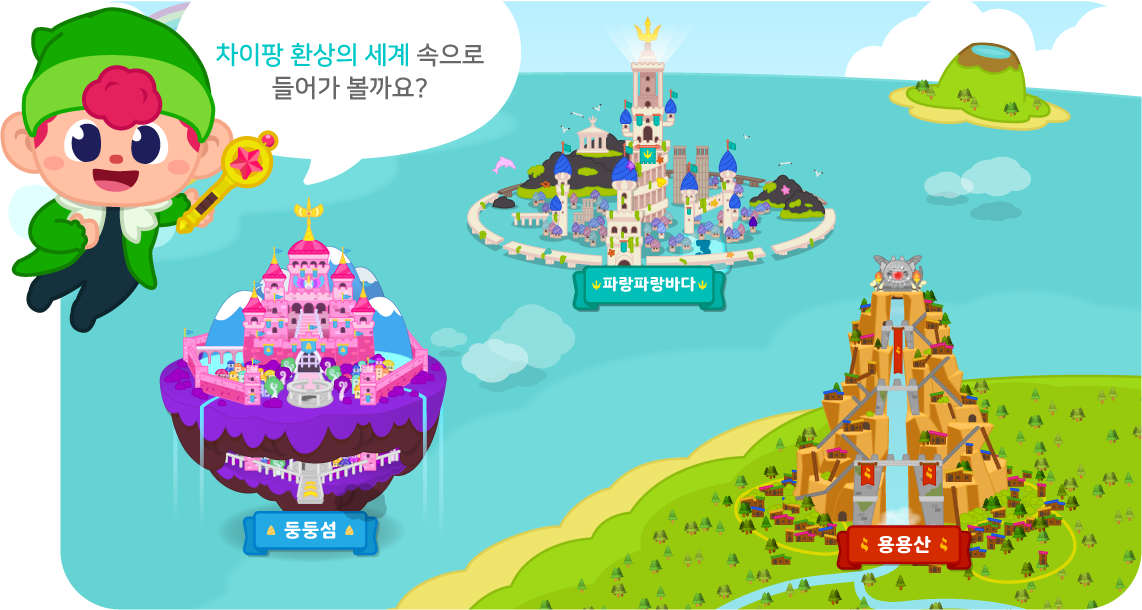 차이팡 환상의 세계 속으로
들어가 볼까요?
파랑파랑바다
둥둥섬
용용산